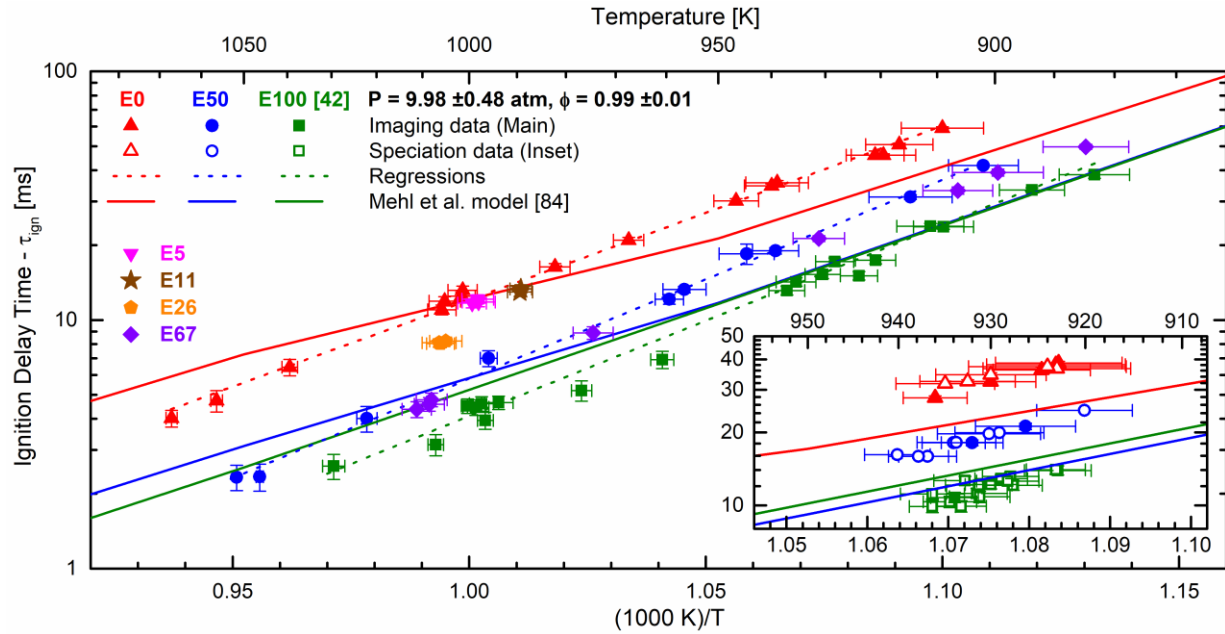 Temperature [K]
1050 1000 950 900
100
10
1
Ignition Delay Time - τign [ms]
E0 E50 E100 [42] P = 9.98 ±0.48 atm, ϕ = 0.99 ±0.01
Imaging data (Main)
Speciation data (Inset)
Regressions
Mehl et al. model [84]
E5
E11
E26
E67
950 940 930 920 910
50
40
30
20
10
1.05 1.06 1.07 1.08 1.09 1.10
0.95 1.00 1.05 1.10 1.15
(1000 K)/T